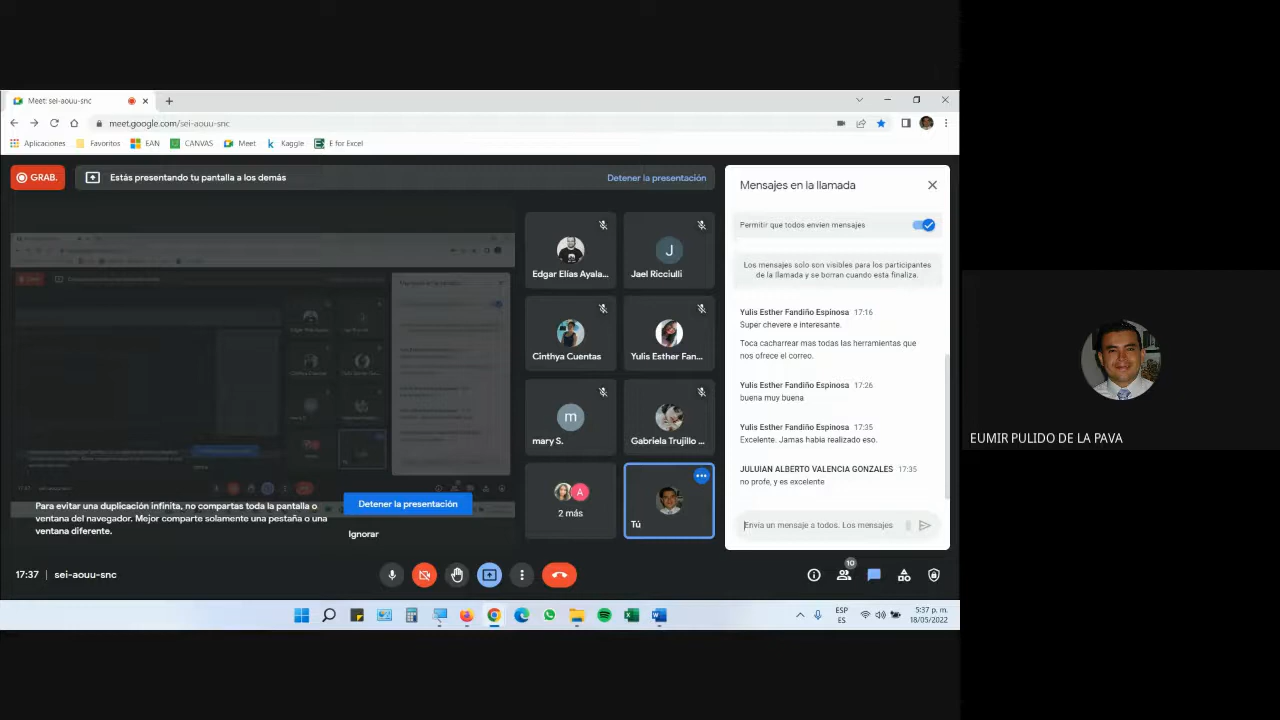 Meet: sei-aouu-snc
meet.google.com/sei-aouu-snc
Aplicaciones
Favoritos
EAN
CANVAS
Meet
Kaggle
E for Excel
GRAB.
Estás presentando tu pantalla a los demás
Detener la presentación
Edgar Elías Ayala...
J
Jael Ricciulli
Cinthya Cuentas
Yulis Esther Fan...
m
mary S.
Gabriela Trujillo ...
A
2 más
Tú
Para evitar una duplicación infinita, no compartas toda la pantalla o
ventana del navegador. Mejor comparte solamente una pestaña o una
ventana diferente.
Detener la presentación
Ignorar
Mensajes en la llamada
Permitir que todos envíen mensajes
Los mensajes solo son visibles para los participantes
de la llamada y se borran cuando esta finaliza.
Yulis Esther Fandiño Espinosa 17:16
Super chevere e interesante.
Toca cacharrear mas todas las herramientas que
nos ofrece el correo.
Yulis Esther Fandiño Espinosa 17:26
buena muy buena
Yulis Esther Fandiño Espinosa 17:35
Excelente. Jamas había realizado eso.
JULUIAN ALBERTO VALENCIA GONZALES 17:35
no profe, y es excelente
Envía un mensaje a todos. Los mensajes
17:37 | sei-aouu-snc
10
ESP
ES
5:37 p. m.
18/05/2022
EUMIR PULIDO DE LA PAVA